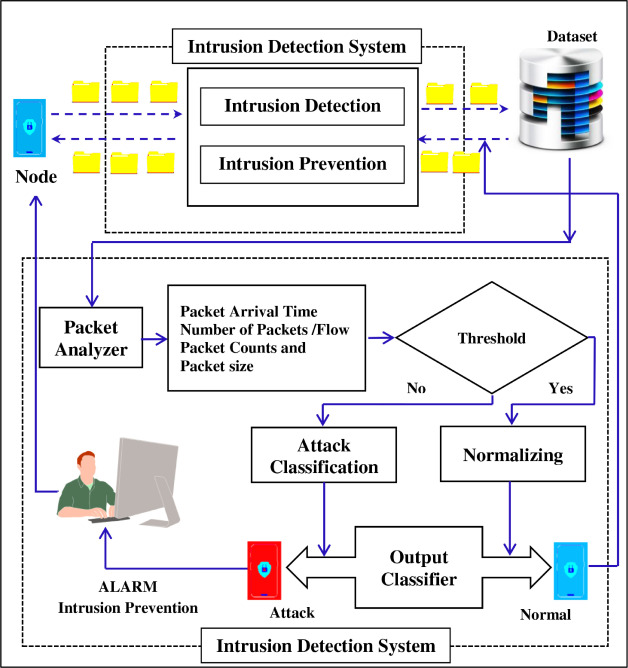 Intrusion Detection System
Dataset
Intrusion Detection
Intrusion Prevention
Node
Packet
Analyzer
Packet Arrival Time
Number of Packets /Flow
Packet Counts and
Packet size
Threshold
No
Yes
Attack
Classification
Normalizing
Output
Classifier
ALARM
Intrusion Prevention
Attack
Normal
Intrusion Detection System